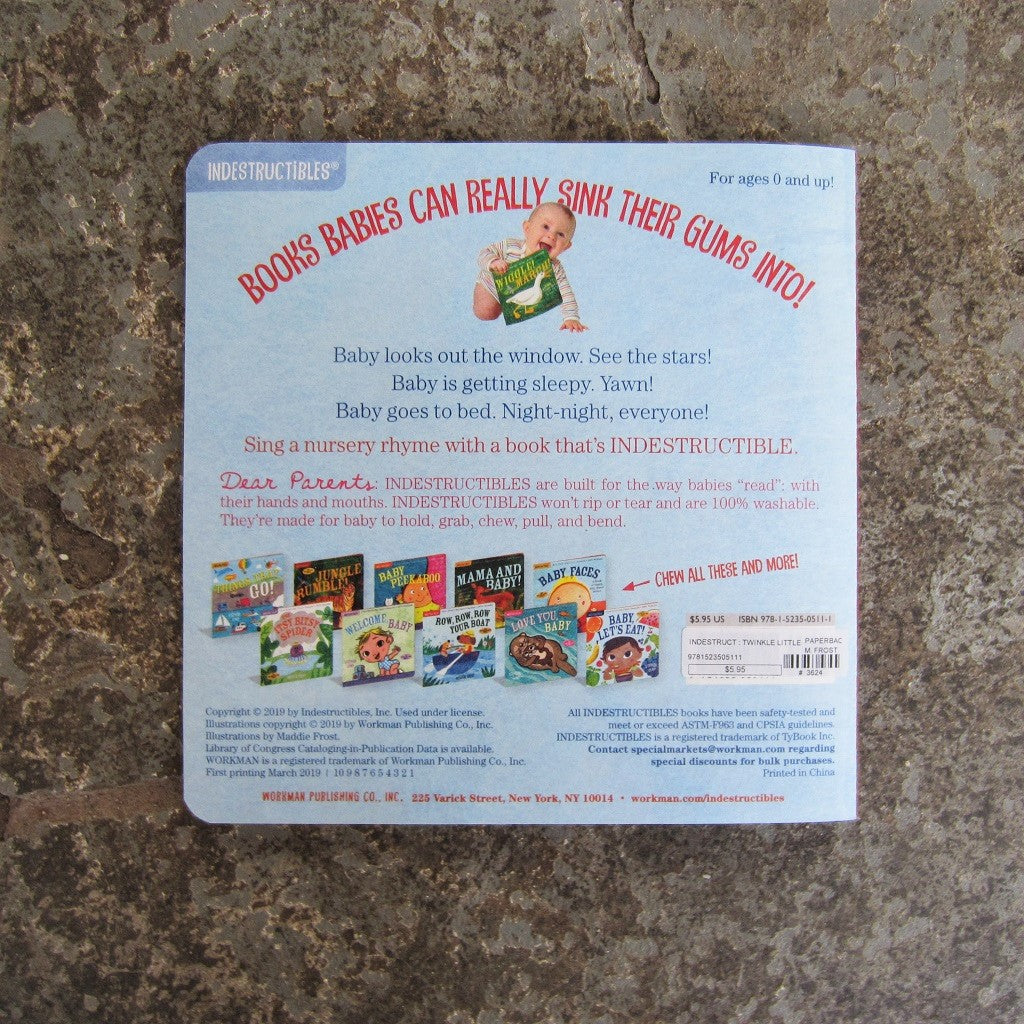 INDESTRUCTIBLES®
For ages 0 and up!
BOOKS BABIES CAN REALLY SINK THEIR GUMS INTO!
WIGGLE!
MARCH!
Baby looks out the window. See the stars!
Baby is getting sleepy. Yawn!
Baby goes to bed. Night-night, everyone!
Sing a nursery rhyme with a book that's INDESTRUCTIBLE.
Dear Parents: INDESTRUCTIBLES are built for the way babies “read”: with
their hands and mouths. INDESTRUCTIBLES won't rip or tear and are 100% washable.
They're made for baby to hold, grab, chew, pull, and bend.
GO!
JUNGLE
RUMBLE!
BABY
PEEKABOO
MAMA AND
BABY!
BABY FACES
CHEW ALL THESE AND MORE!
ITSY BITSY
SPIDER
WELCOME, BABY
ROW, ROW, ROW
YOUR BOAT
LOVE YOU,
BABY
BABY,
LET'S EAT!
$5.95 US ISBN 978-1-5235-0511-1
INDESTRUCT : TWINKLE LITTLE PAPERBAC
M. FROST
9781523505111
$5.95
# 3624
Copyright © 2019 by Indestructibles, Inc. Used under license.
Illustrations copyright © 2019 by Workman Publishing Co., Inc.
Illustrations by Maddie Frost.
Library of Congress Cataloging-in-Publication Data is available.
WORKMAN is a registered trademark of Workman Publishing Co., Inc.
First printing March 2019 | 10 9 8 7 6 5 4 3 2 1
All INDESTRUCTIBLES books have been safety-tested and
meet or exceed ASTM-F963 and CPSIA guidelines.
INDESTRUCTIBLES is a registered trademark of TyBook Inc.
Contact specialmarkets@workman.com regarding
special discounts for bulk purchases.
Printed in China
WORKMAN PUBLISHING CO., INC. 225 Varick Street, New York, NY 10014 • workman.com/indestructibles